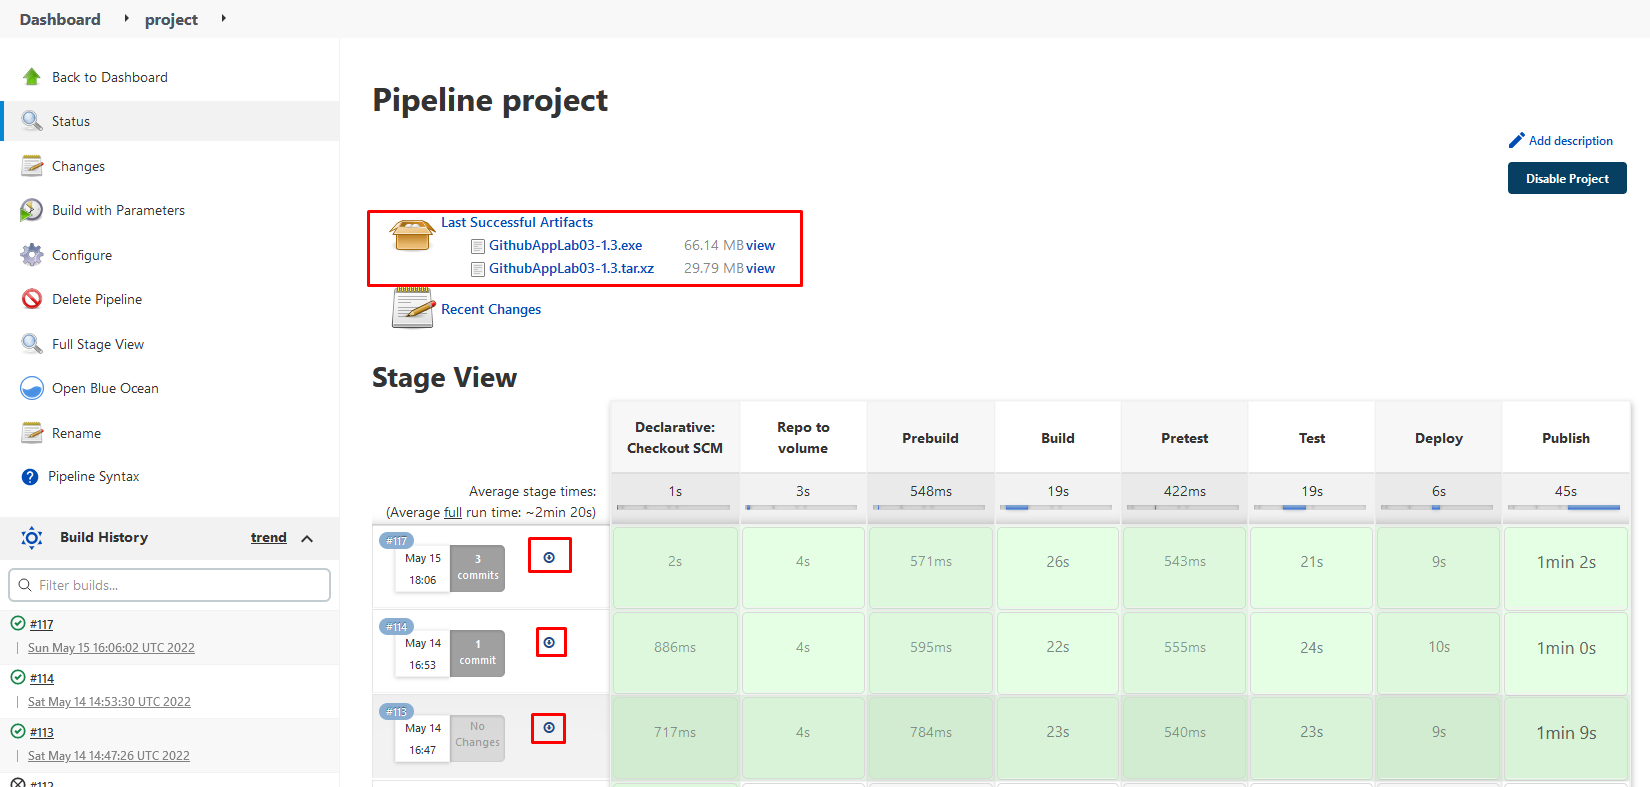 Dashboard project
Back to Dashboard
Status
Changes
Build with Parameters
Configure
Delete Pipeline
Full Stage View
Open Blue Ocean
Rename
Pipeline Syntax
Build History trend
Filter builds...
#117
Sun May 15 16:06:02 UTC 2022
#114
Sat May 14 14:53:30 UTC 2022
#113
Sat May 14 14:47:26 UTC 2022
#112
Pipeline project
Add description
Disable Project
Last Successful Artifacts
GithubAppLab03-1.3.exe 66.14 MB view
GithubAppLab03-1.3.tar.xz 29.79 MB view
Recent Changes
Stage View
Declarative: Checkout SCM Repo to volume Prebuild Build Pretest Test Deploy Publish
Average stage times: 1s 3s 548ms 19s 422ms 19s 6s 45s
(Average full run time: ~2min 20s)
#117
May 15 18:06 3 commits 2s 4s 571ms 26s 543ms 21s 9s 1min 2s
#114
May 14 16:53 1 commit 886ms 4s 595ms 22s 555ms 24s 10s 1min 0s
#113
May 14 16:47 No Changes 717ms 4s 784ms 23s 540ms 23s 9s 1min 9s